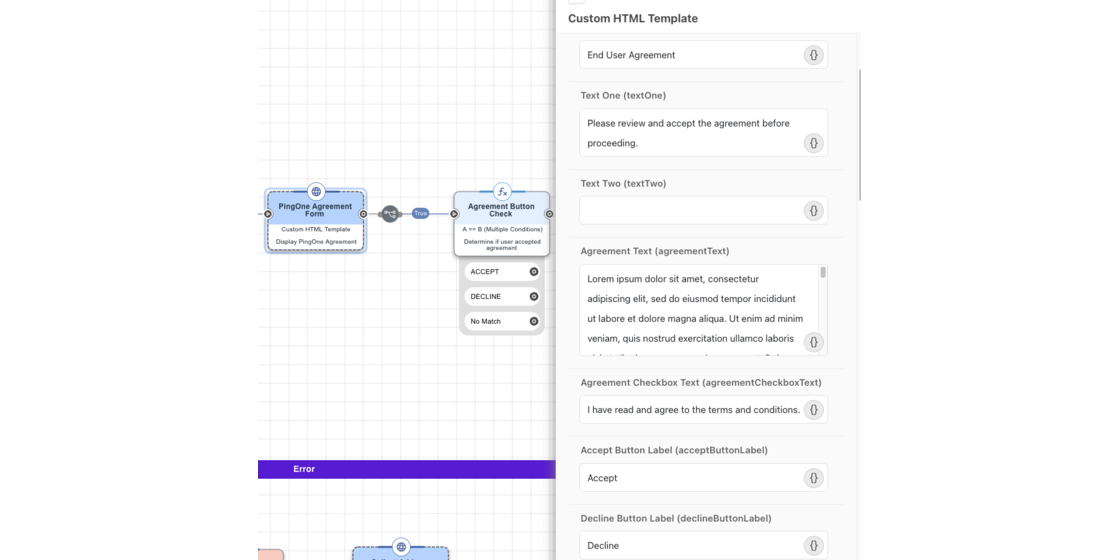 Custom HTML Template
End User Agreement
{}
Text One (textOne)
Please review and accept the agreement before
proceeding.
{}
Text Two (textTwo)
{}
Agreement Text (agreementText)
Lorem ipsum dolor sit amet, consectetur
adipiscing elit, sed do eiusmod tempor incididunt
ut labore et dolore magna aliqua. Ut enim ad minim
veniam, quis nostrud exercitation ullamco laboris
{}
Agreement Checkbox Text (agreementCheckboxText)
I have read and agree to the terms and conditions.
{}
Accept Button Label (acceptButtonLabel)
Accept
{}
Decline Button Label (declineButtonLabel)
Decline
{}
PingOne Agreement
Form
Custom HTML Template
Display PingOne Agreement
True
fx
Agreement Button
Check
A == B (Multiple Conditions)
Determine if user accepted
agreement
ACCEPT
DECLINE
No Match
Error